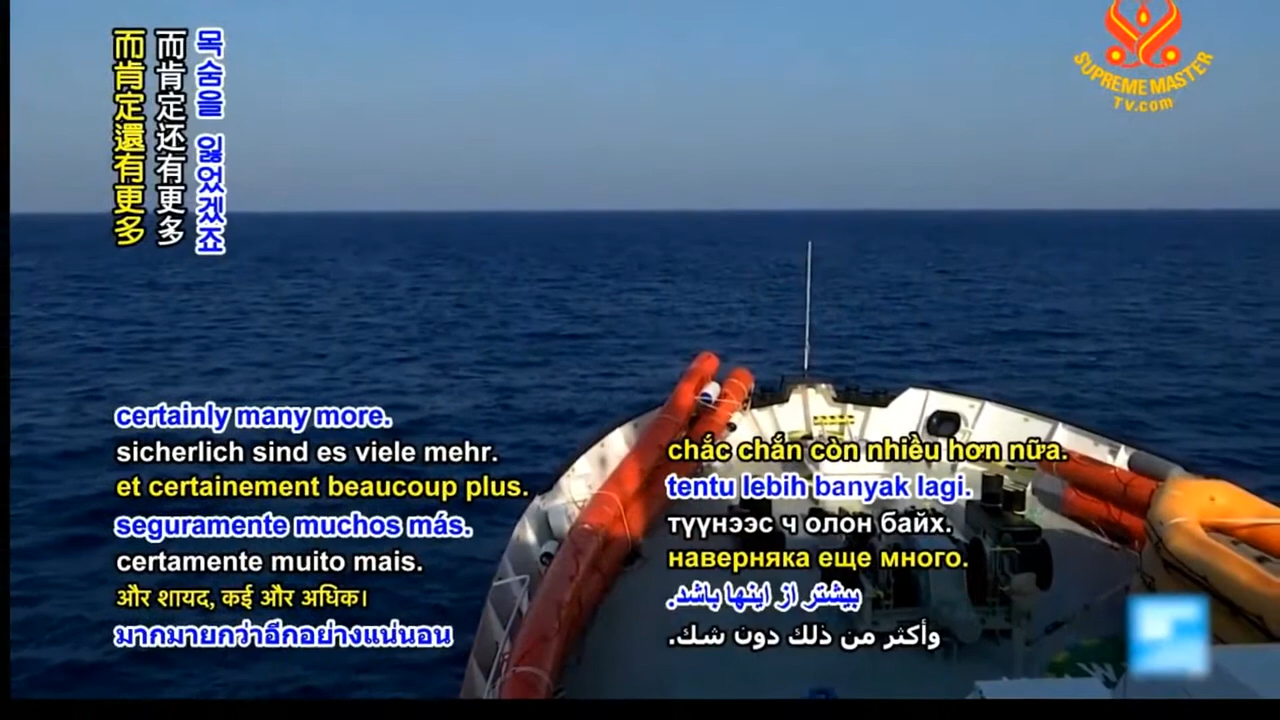 목숨을 잃었겠죠
而肯定还有更多
而肯定還有更多
SUPREME MASTER
TV.com
certainly many more.
sicherlich sind es viele mehr.
et certainement beaucoup plus.
seguramente muchos más.
certamente muito mais.
और शायद, कई और अधिक।
มากมายกว่าอีกอย่างแน่นอน
chắc chắn còn nhiều hơn nữa.
tentu lebih banyak lagi.
түүнээс ч олон байх.
наверняка еще много.
بیشتر از اینها باشد.
وأكثر من ذلك دون شك.